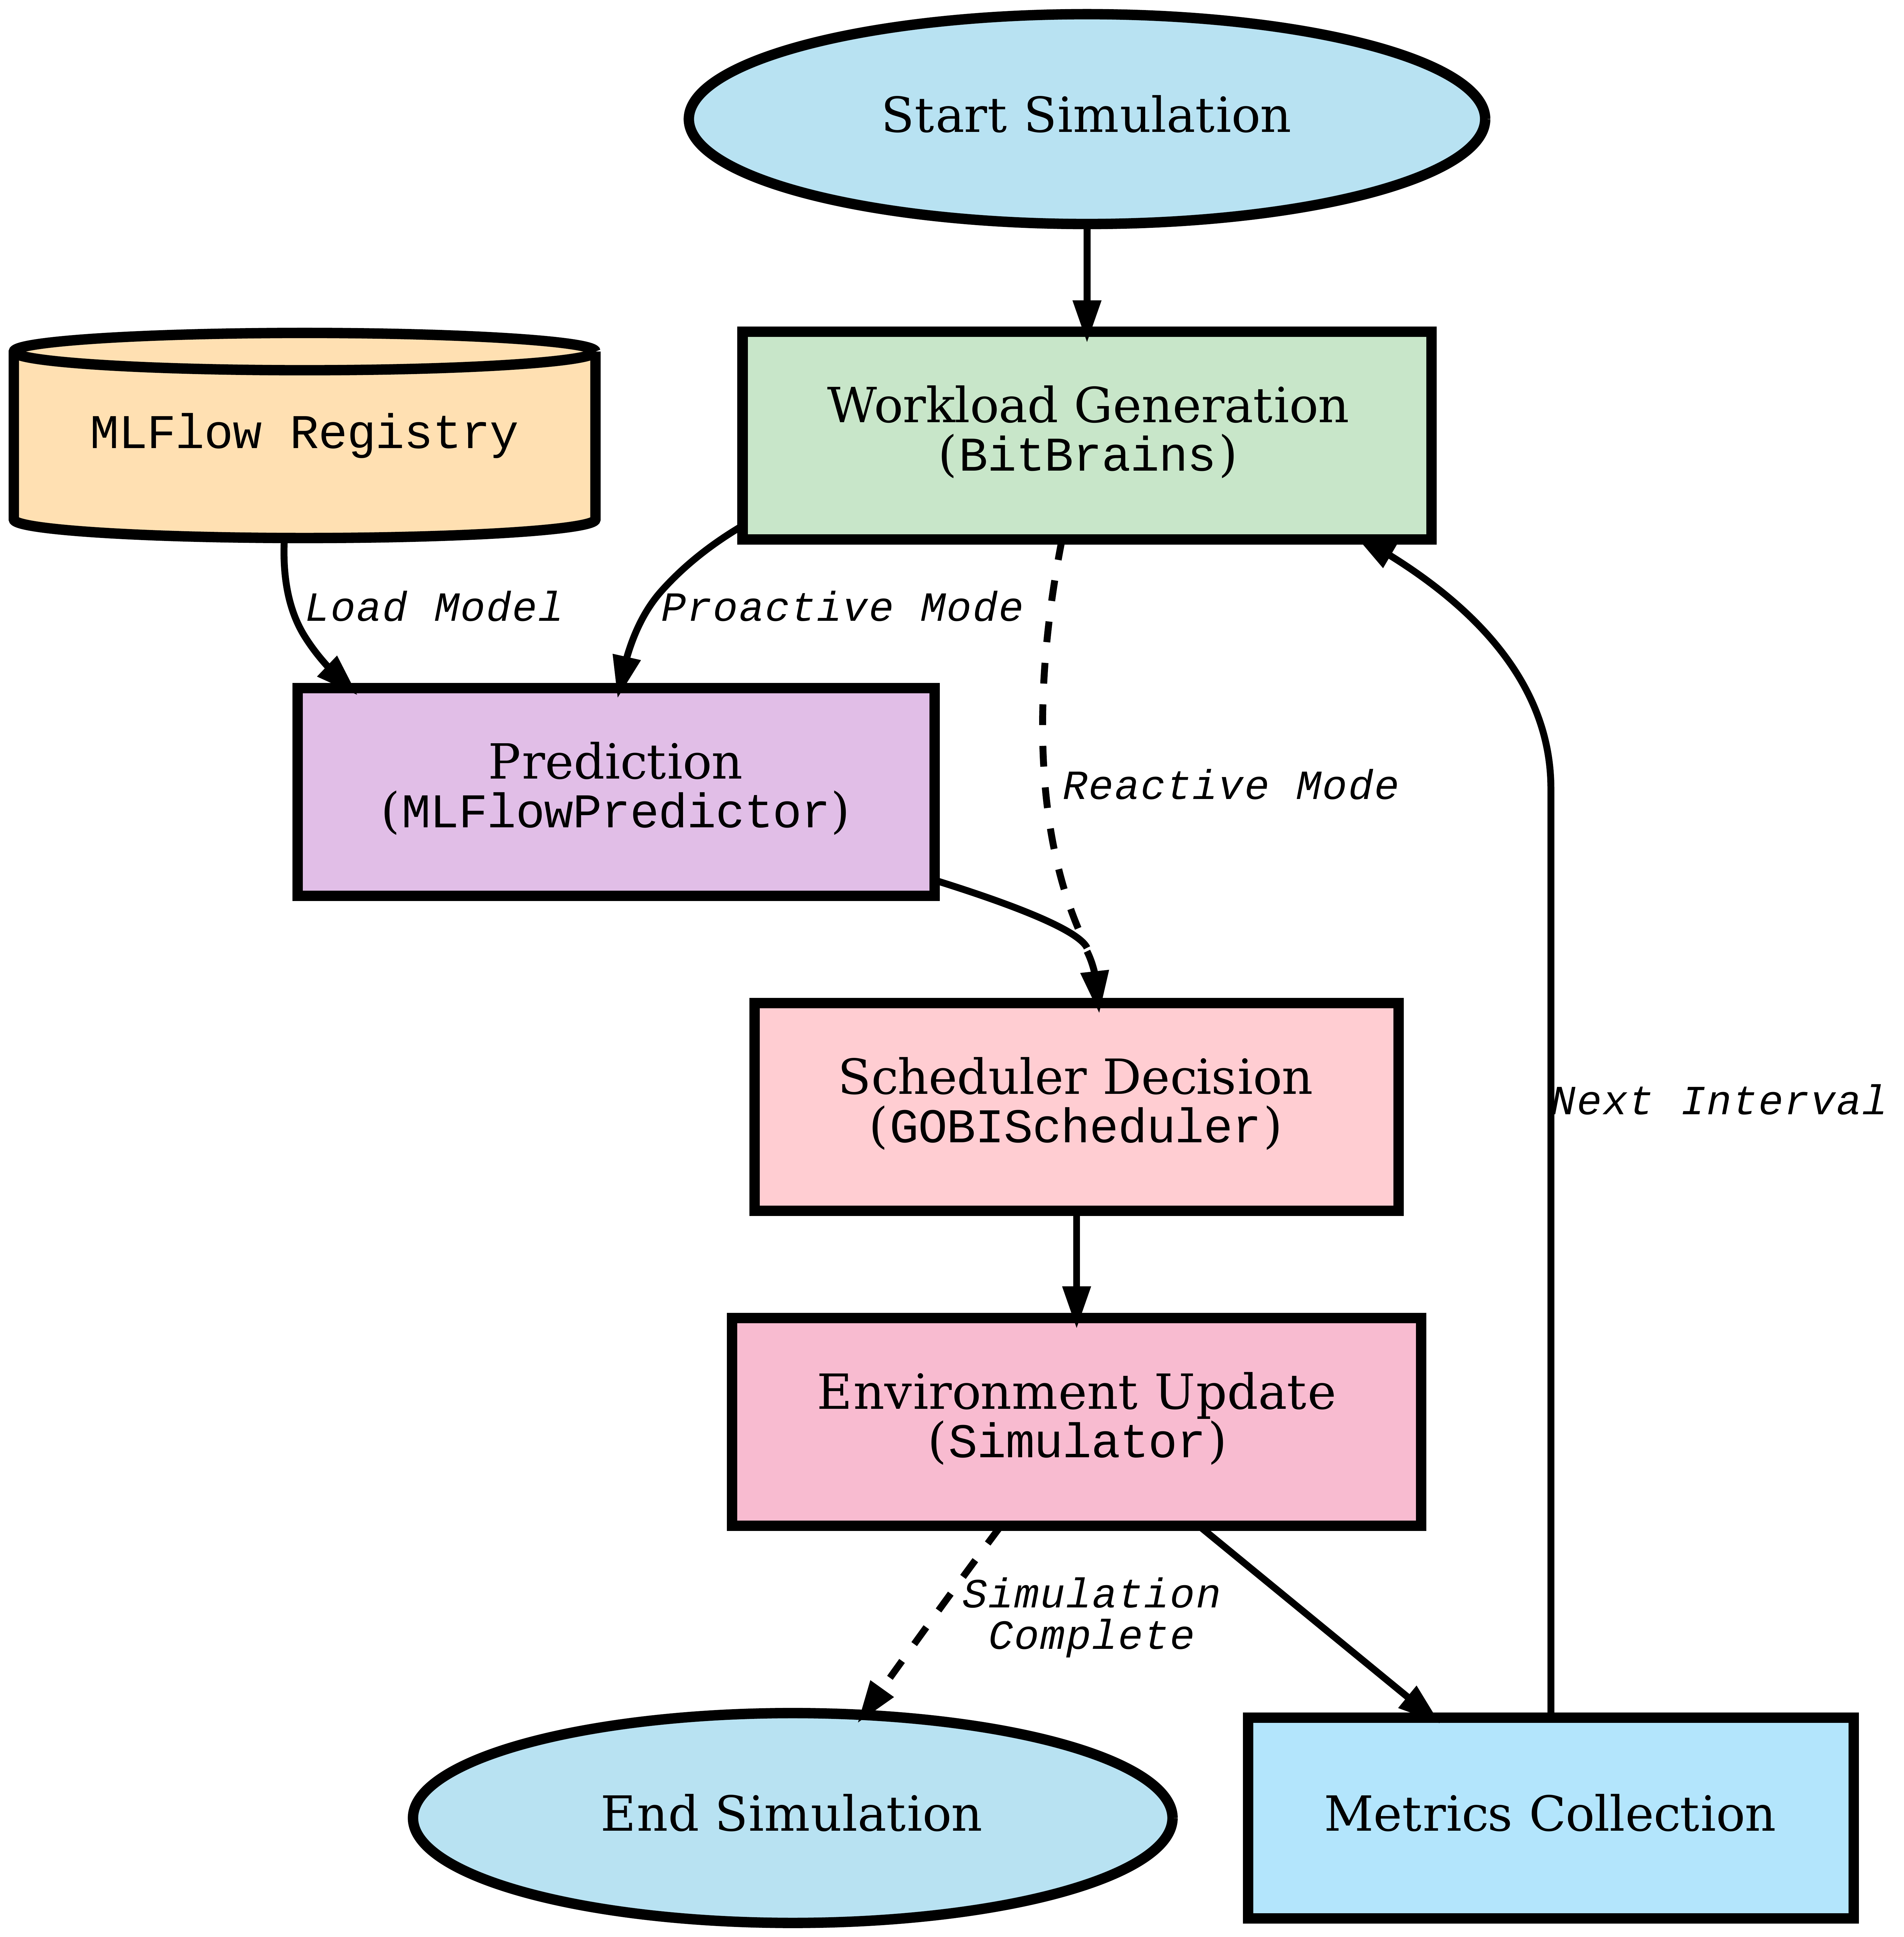 Start Simulation
MLFlow Registry
Workload Generation
(BitBrains)
Load Model
Proactive Mode
Prediction
(MLFlowPredictor)
Reactive Mode
Scheduler Decision
(GOBIScheduler)
Next Interval
Environment Update
(Simulator)
Simulation
Complete
End Simulation
Metrics Collection